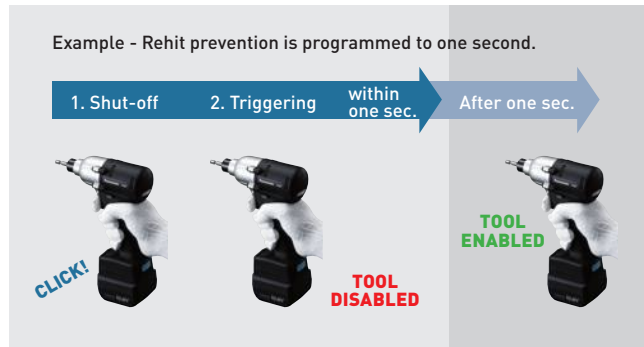 Example - Rehit prevention is programmed to one second.
1. Shut-off
2. Triggering
within
one sec.
After one sec.
CLICK!
TOOL
DISABLED
TOOL
ENABLED